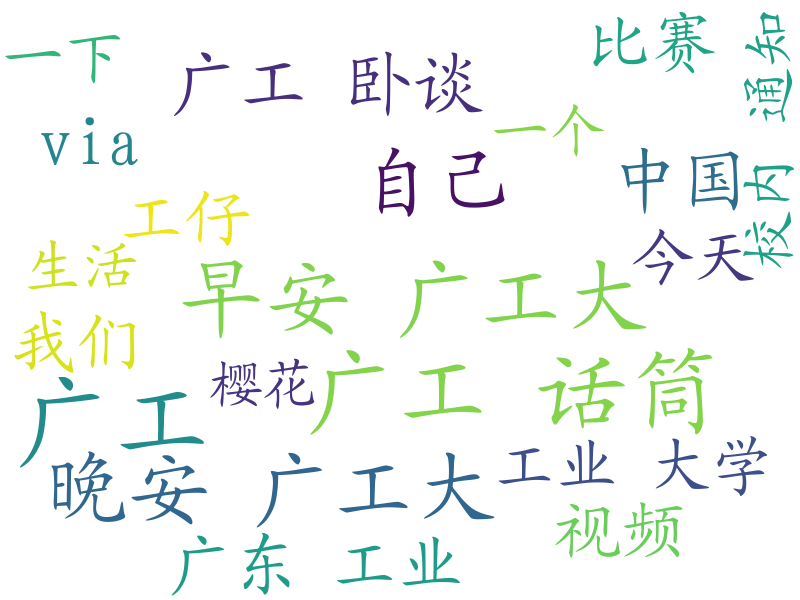 一下
广工 卧谈
比赛
校内 通知
via
一个
自己
中国
工仔
今天
生活
早安 广工大
我们
樱花
广工 话筒
广工
晚安 广工大
工业 大学
视频
广东 工业